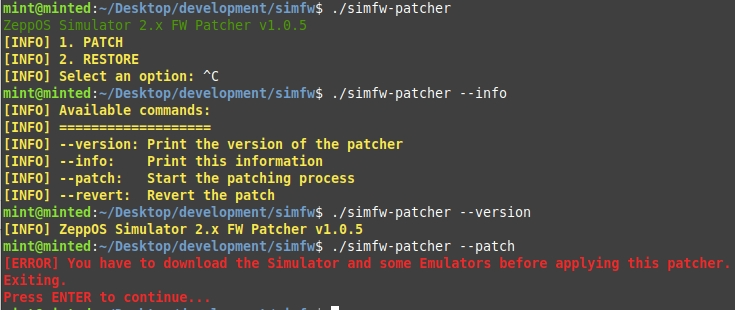 mint@minted:~/Desktop/development/simfw$ ./simfw-patcher
ZeppOS Simulator 2.x FW Patcher v1.0.5
[INFO] 1. PATCH
[INFO] 2. RESTORE
[INFO] Select an option: ^C
mint@minted:~/Desktop/development/simfw$ ./simfw-patcher --info
[INFO] Available commands:
[INFO] ===================
[INFO] --version: Print the version of the patcher
[INFO] --info:    Print this information
[INFO] --patch:   Start the patching process
[INFO] --revert:  Revert the patch
mint@minted:~/Desktop/development/simfw$ ./simfw-patcher --version
[INFO] ZeppOS Simulator 2.x FW Patcher v1.0.5
mint@minted:~/Desktop/development/simfw$ ./simfw-patcher --patch
[ERROR] You have to download the Simulator and some Emulators before applying this patcher.
Exiting.
Press ENTER to continue...